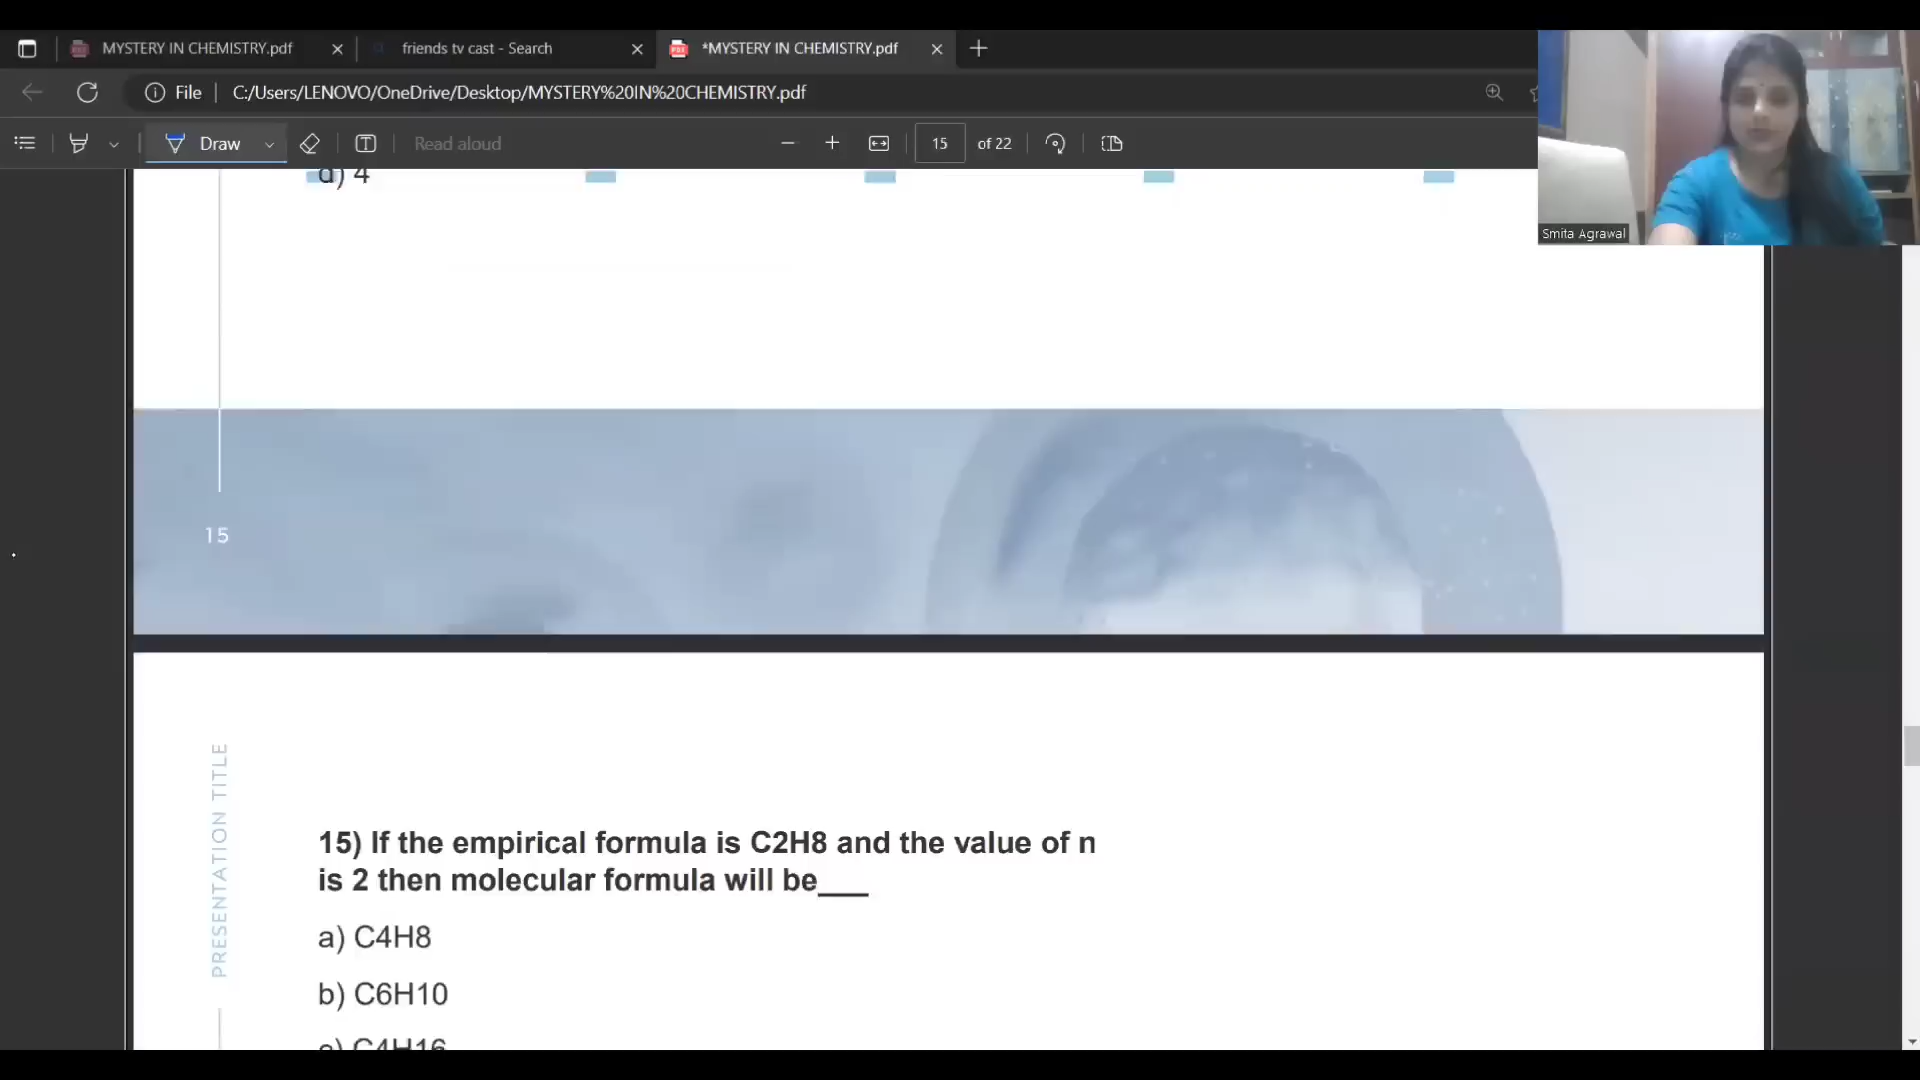 MYSTERY IN CHEMISTRY.pdf
friends tv cast - Search
*MYSTERY IN CHEMISTRY.pdf
File
C:/Users/LENOVO/OneDrive/Desktop/MYSTERY%20IN%20CHEMISTRY.pdf
Draw
Read aloud
15
of 22
Smita Agrawal
d) 4
15
PRESENTATION TITLE
15) If the empirical formula is C2H8 and the value of n
is 2 then molecular formula will be___
a) C4H8
b) C6H10
c) C4H16